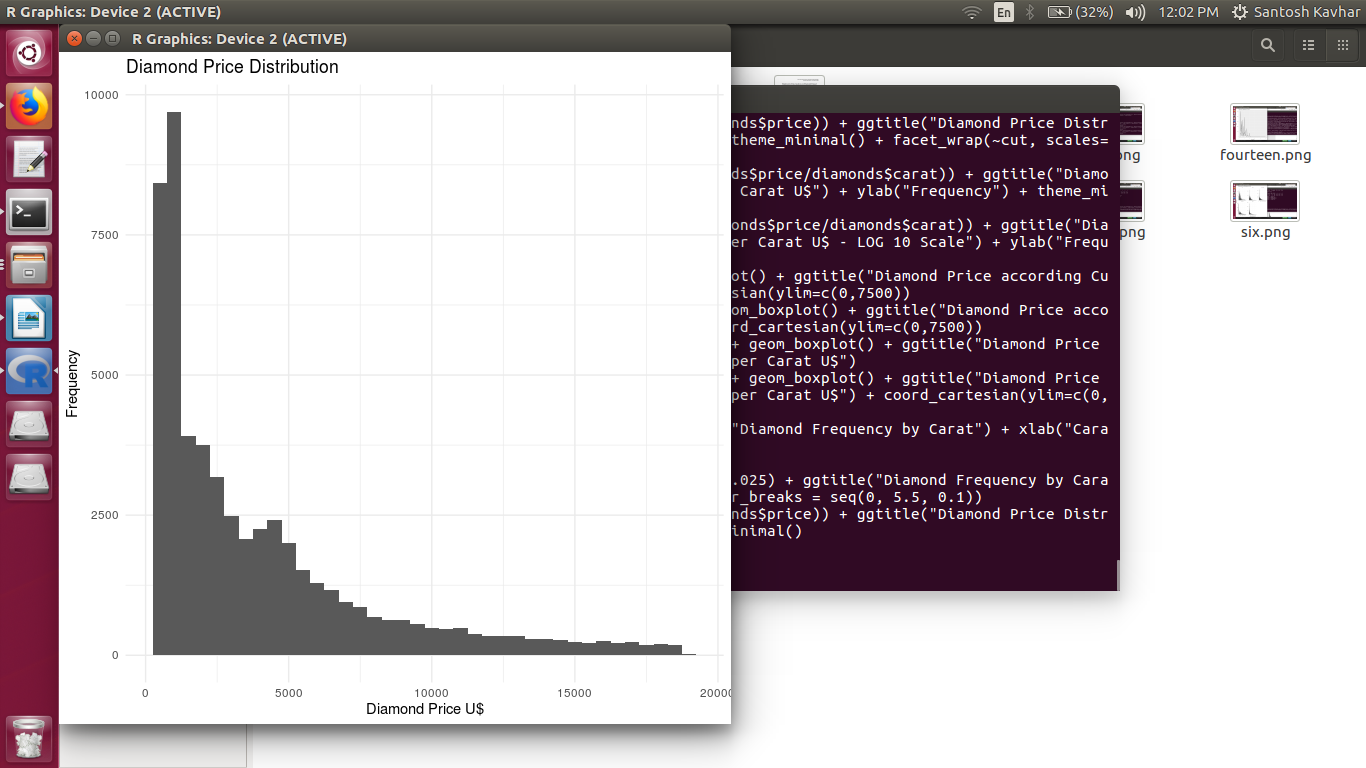 R Graphics: Device 2 (ACTIVE)
En
(32%)
12:02 PM
Santosh Kavhar
R Graphics: Device 2 (ACTIVE)
Diamond Price Distribution
10000
7500
5000
2500
0
Frequency
0
5000
10000
15000
20000
Diamond Price U$
nds$price)) + ggtitle("Diamond Price Distr
theme_minimal() + facet_wrap(~cut, scales=
ds$price/diamonds$carat)) + ggtitle("Diamo
Carat U$") + ylab("Frequency") + theme_mi
onds$price/diamonds$carat)) + ggtitle("Dia
er Carat U$ - LOG 10 Scale") + ylab("Frequ
ot() + ggtitle("Diamond Price according Cu
sian(ylim=c(0,7500))
om_boxplot() + ggtitle("Diamond Price acco
rd_cartesian(ylim=c(0,7500))
+ geom_boxplot() + ggtitle("Diamond Price
per Carat U$")
+ geom_boxplot() + ggtitle("Diamond Price
per Carat U$") + coord_cartesian(ylim=c(0,
"Diamond Frequency by Carat") + xlab("Cara
.025) + ggtitle("Diamond Frequency by Cara
r_breaks = seq(0, 5.5, 0.1))
nds$price)) + ggtitle("Diamond Price Distr
inimal()
ng
fourteen.png
png
six.png